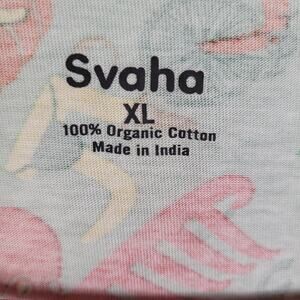 Svaha
XL
100% Organic Cotton
Made in India